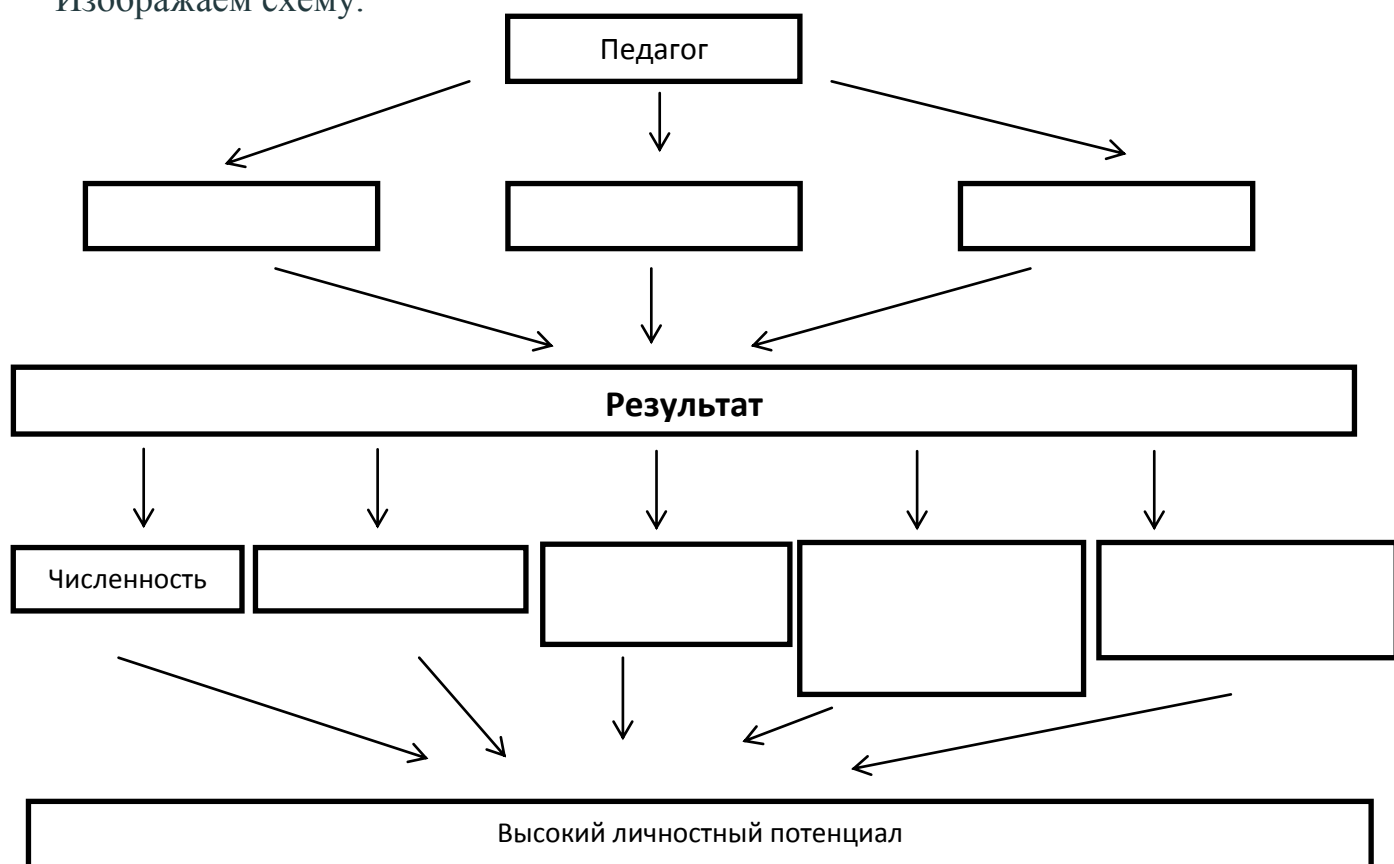 Изображаем схему:
Педагог
Результат
Численность
Высокий личностный потенциал